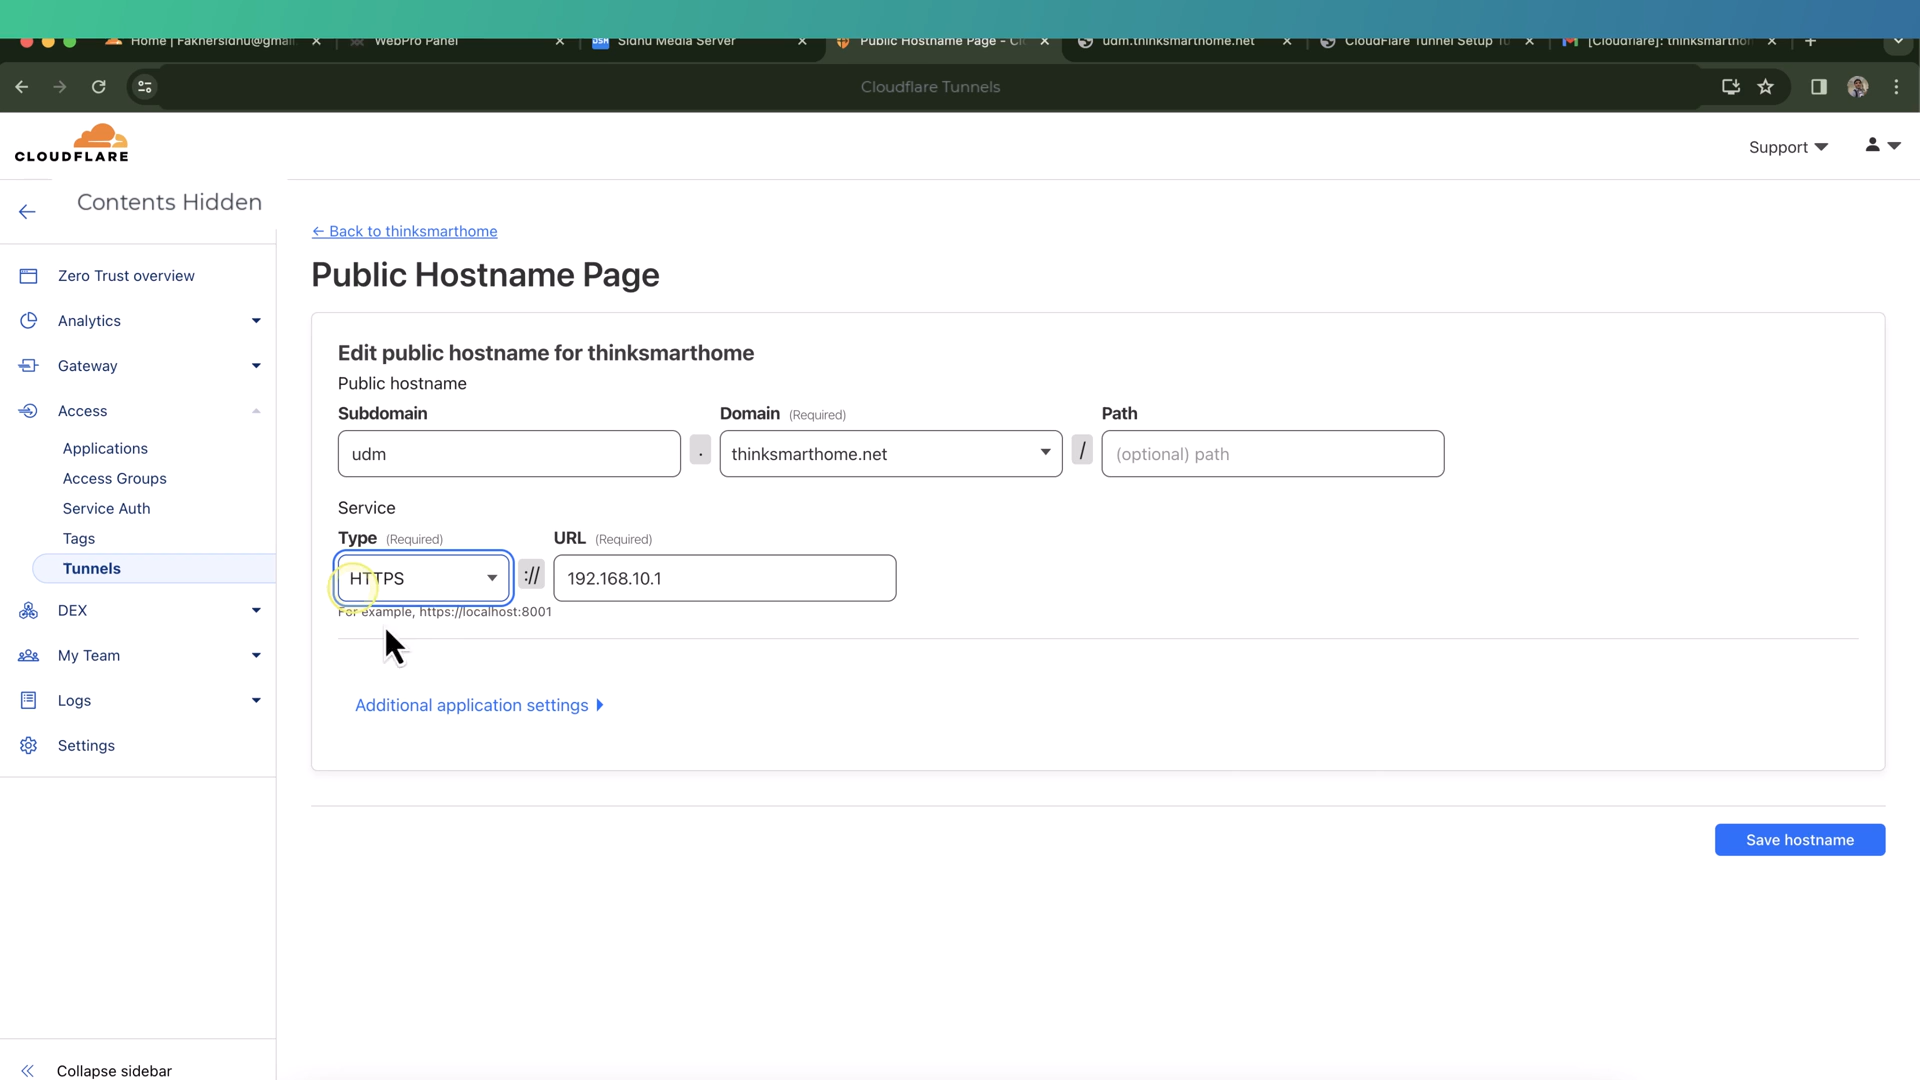 Home | Fakhersidhu@gmail.
WebPro Panel
Sidhu Media Server
Public Hostname Page - Cl
udm.thinksmarthome.net
CloudFlare Tunnel Setup Tu
[Cloudflare]: thinksmarthom
Cloudflare Tunnels
CLOUDFLARE
Support
Contents Hidden
← Back to thinksmarthome
Public Hostname Page
Zero Trust overview
Analytics
Gateway
Access
Applications
Access Groups
Service Auth
Tags
Tunnels
DEX
My Team
Logs
Settings
Collapse sidebar
Edit public hostname for thinksmarthome
Public hostname
Subdomain Domain (Required) Path
udm . thinksmarthome.net / (optional) path
Service
Type (Required) URL (Required)
HTTPS :// 192.168.10.1
For example, https://localhost:8001
Additional application settings
Save hostname